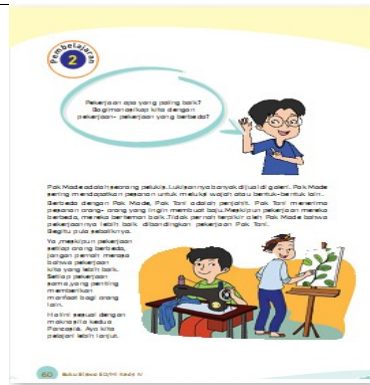 Pembelajaran
2
Pekerjaan apa yang paling baik?
Bagimana sikap kita dengan
pekerjaan- pekerjaan yang berbeda?
Pak Made adalah seorang pelukis. Lukisannya banyak dijual di galeri. Pak Made
sering mendapatkan pesanan untuk melukis wajah atau bentuk-bentuk lain.
Berbeda dengan Pak Made, Pak Toni adalah penjahit. Pak Toni menerima
pesanan orang- orang yang ingin membuat baju. Meskipun pekerjaan mereka
berbeda, mereka berteman baik. Tidak pernah terpikir oleh Pak Made bahwa
pekerjaannya lebih baik dibandingkan pekerjaan Pak Toni.
Begitu pula sebaliknya.
Ya, meskipun pekerjaan
setiap orang berbeda,
jangan pernah merasa
bahwa pekerjaan
kita yang lebih baik.
Setiap pekerjaan
sama, yang penting
memberikan
manfaat bagi orang
lain.
Hal ini sesuai dengan
makna sila kedua
Pancasila. Ayo kita
pelajari lebih lanjut.
60 Buku Siswa SD/MI Kelas IV